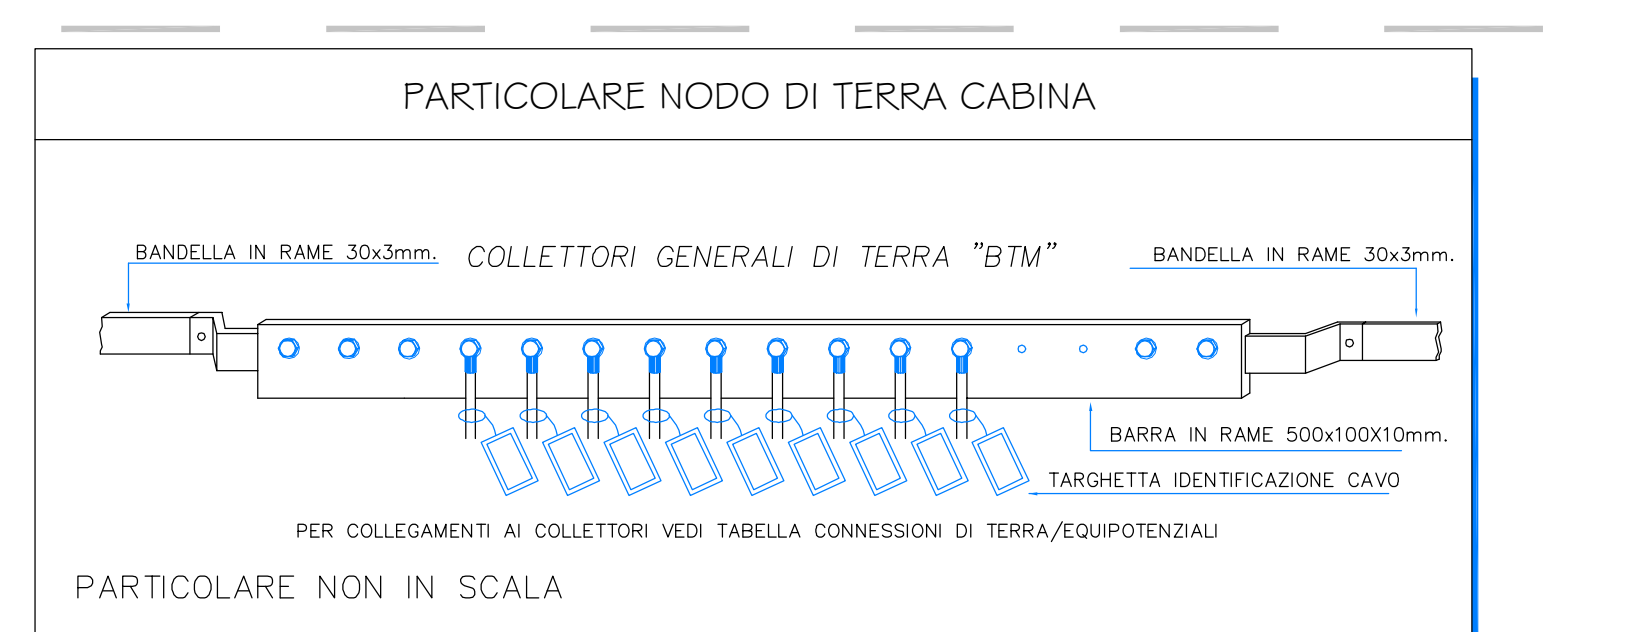 PARTICOLARE NODO DI TERRA CABINA
BANDELLA IN RAME 30x3mm.
COLLETTORI GENERALI DI TERRA "BTM"
BANDELLA IN RAME 30x3mm.
BARRA IN RAME 500x100X10mm.
TARGHETTA IDENTIFICAZIONE CAVO
PER COLLEGAMENTI AI COLLETTORI VEDI TABELLA CONNESSIONI DI TERRA/EQUIPOTENZIALI
PARTICOLARE NON IN SCALA